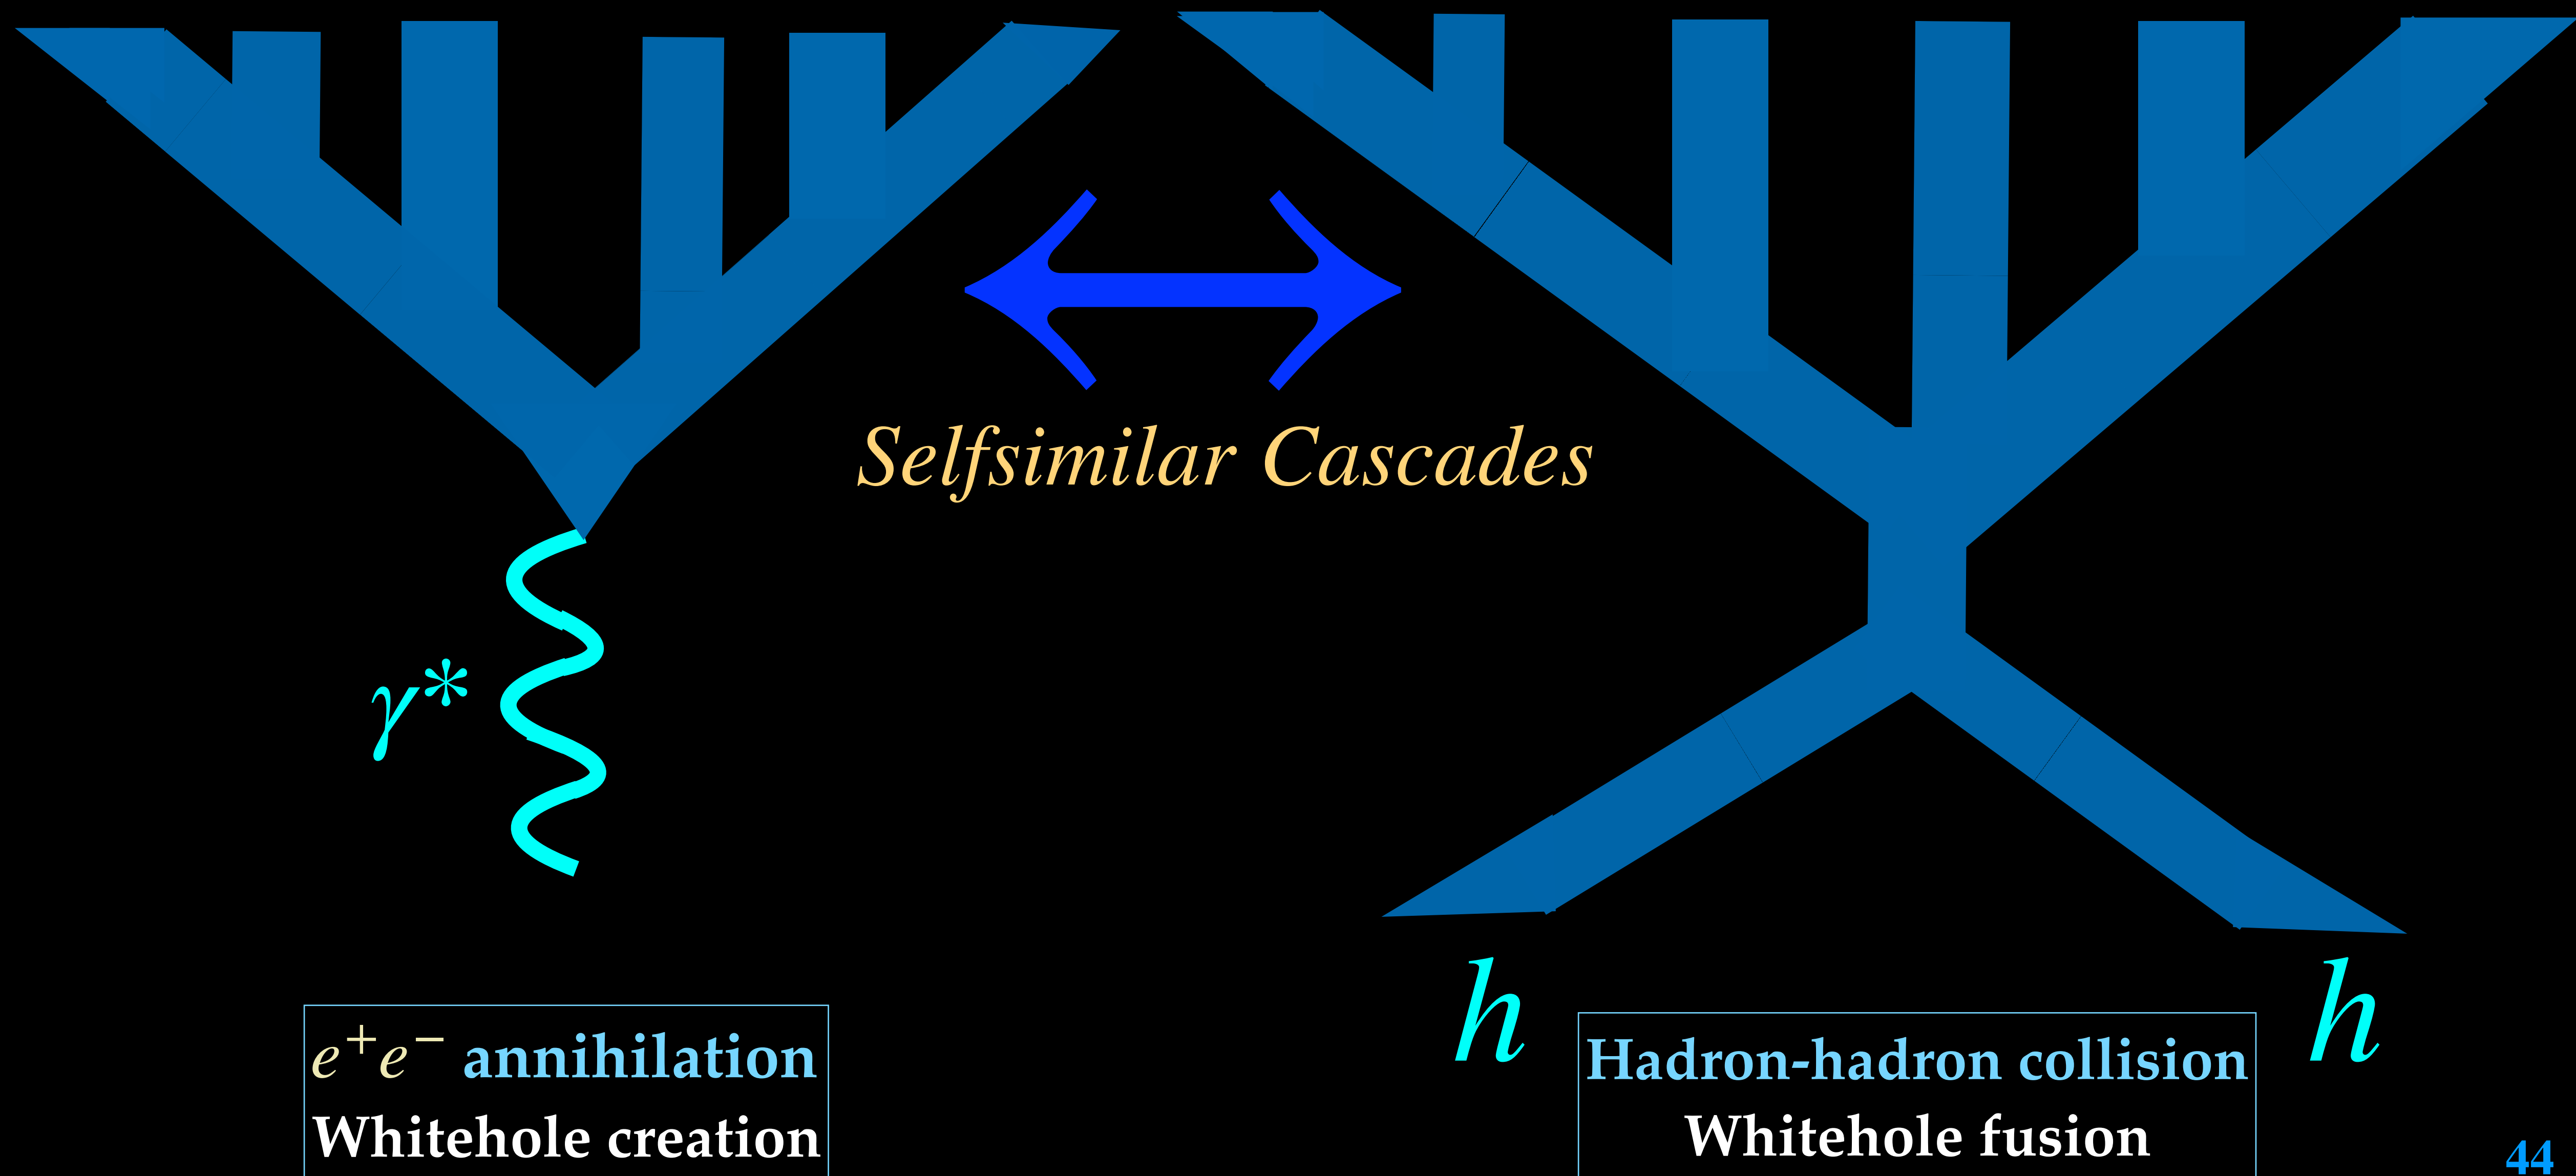 Selfsimilar Cascades
γ*
h
h
e⁺e⁻ annihilation
Whitehole creation
Hadron-hadron collision
Whitehole fusion
44